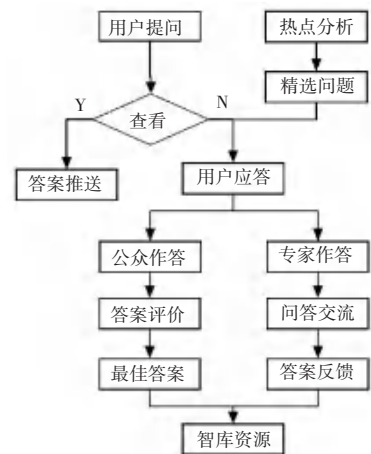 用户提问
热点分析
精选问题
Y
N
查看
答案推送
用户应答
公众作答
专家作答
答案评价
问答交流
最佳答案
答案反馈
智库资源